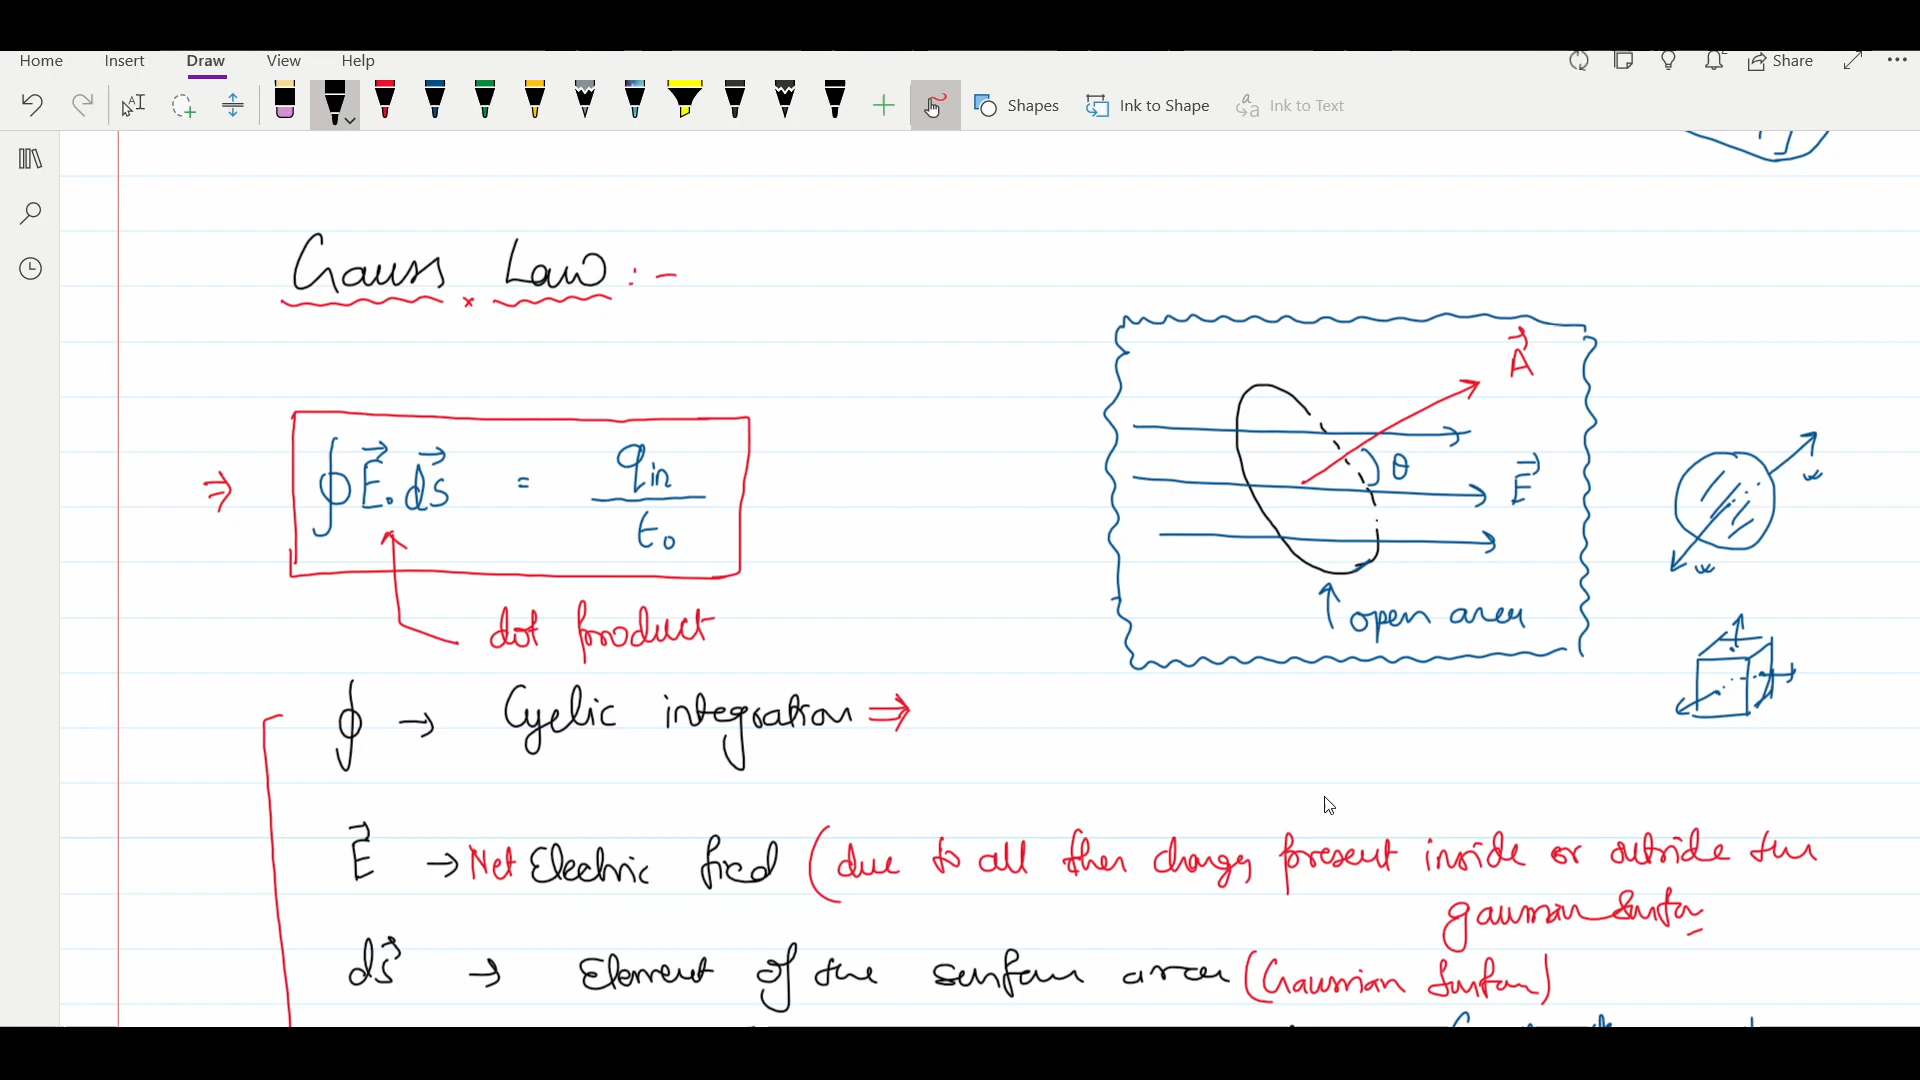 Home Insert Draw View Help Share
Shapes Ink to Shape Ink to Text
Gauss Law :-
⇒ ∮E⃗.ds⃗ = qin/ε0
dot product
A⃗
θ
E⃗
open area
∮ → Cyclic integration ⇒
E⃗ → Net Electric field (due to all the charges present inside or outside the
gaussian surface
ds⃗ → Element of the surface area (Gaussian Surface)